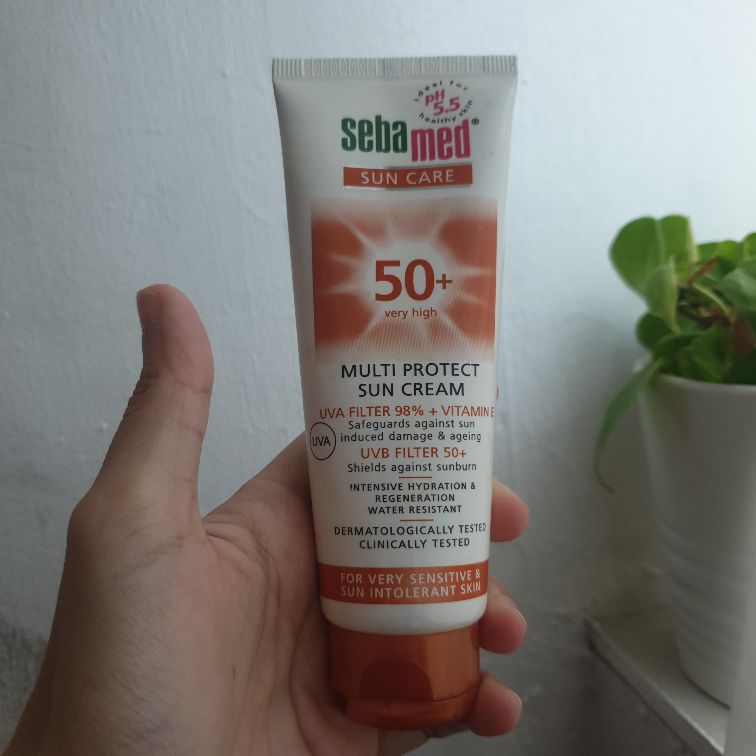 ideal for
pH
5.5
healthy skin
sebamed®
SUN CARE
50+
very high
MULTI PROTECT
SUN CREAM
UVA FILTER 98% + VITAMIN E
Safeguards against sun
induced damage & ageing
UVA
UVB FILTER 50+
Shields against sunburn
INTENSIVE HYDRATION &
REGENERATION
WATER RESISTANT
DERMATOLOGICALLY TESTED
CLINICALLY TESTED
FOR VERY SENSITIVE &
SUN INTOLERANT SKIN